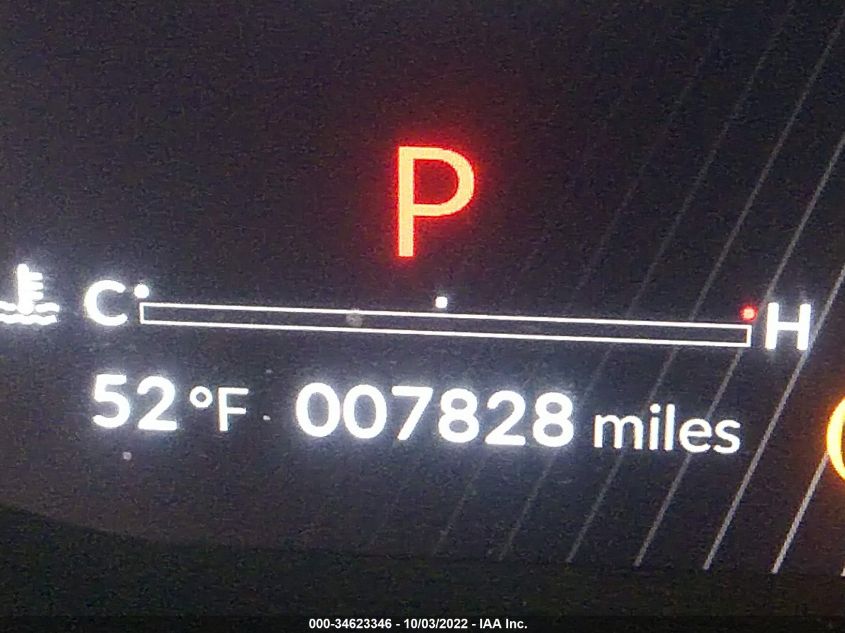 P
C H
52 °F 007828 miles
000-34623346 - 10/03/2022 - IAA Inc.